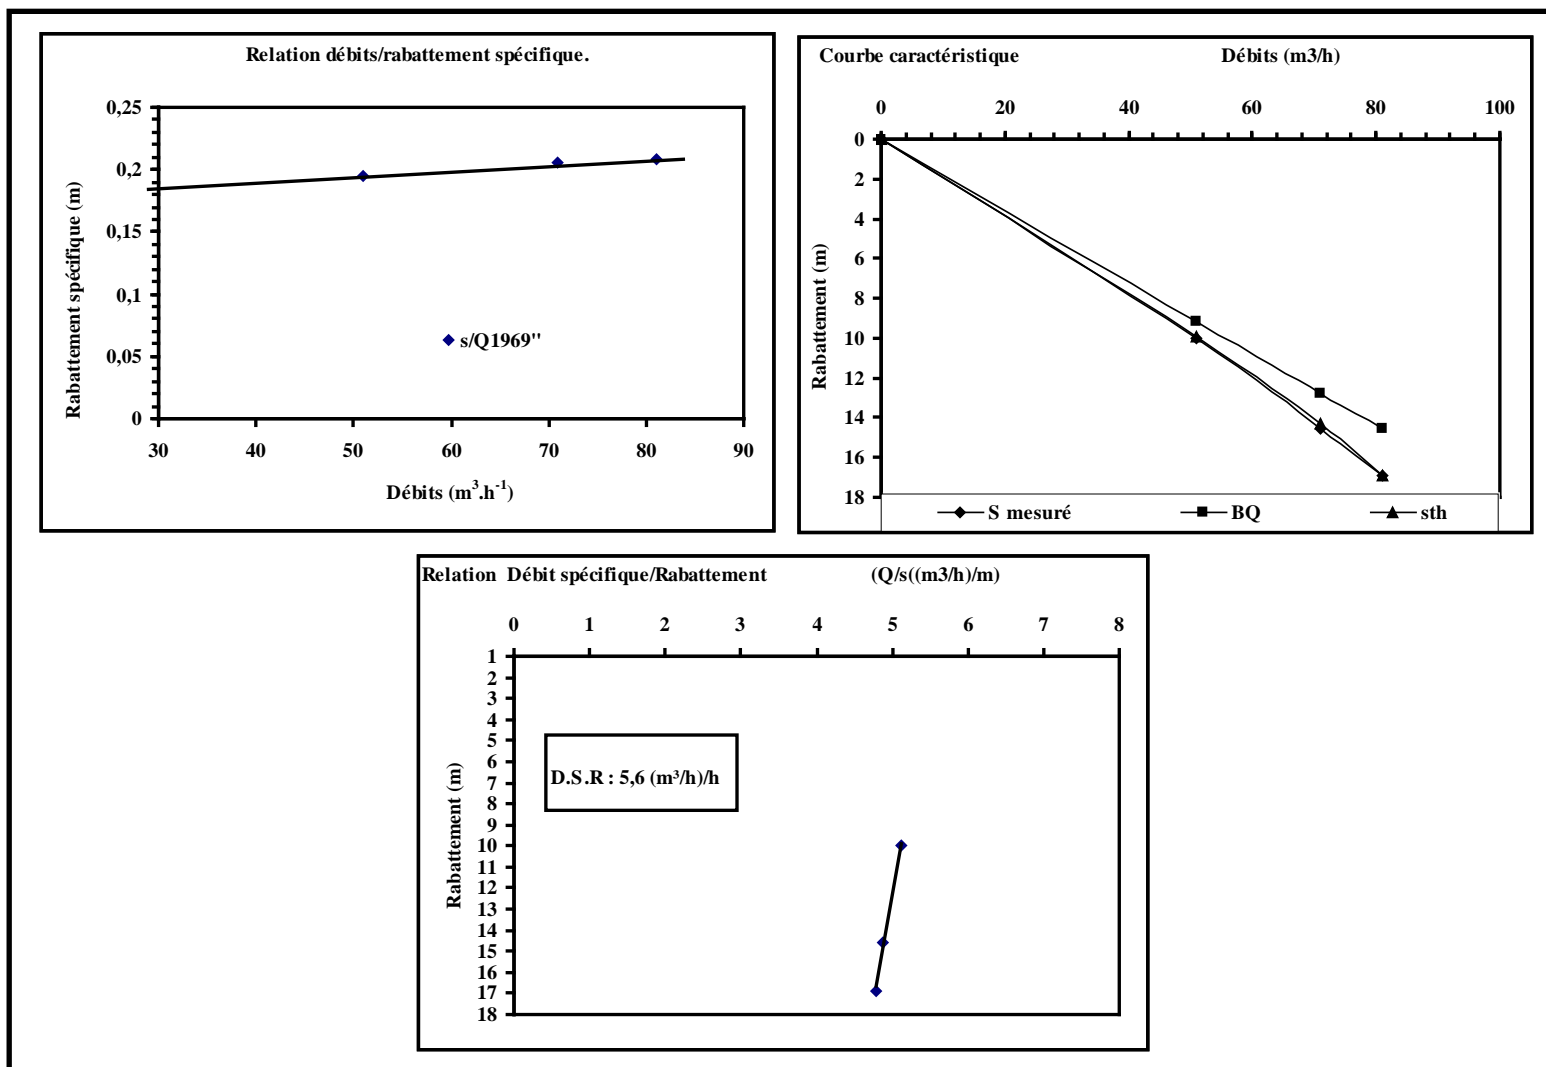 Relation débits/rabattement spécifique.
0,25
0,2
0,15
0,1
0,05
0
Rabattement spécifique (m)
s/Q1969"
30 40 50 60 70 80 90
Débits (m³.h⁻¹)
Courbe caractéristique Débits (m3/h)
0 20 40 60 80 100
0
2
4
6
8
10
12
14
16
18
Rabattement (m)
S mesuré BQ sth
Relation Débit spécifique/Rabattement (Q/s((m3/h)/m)
0 1 2 3 4 5 6 7 8
1
2
3
4
5
6
7
8
9
10
11
12
13
14
15
16
17
18
Rabattement (m)
D.S.R : 5,6 (m³/h)/h